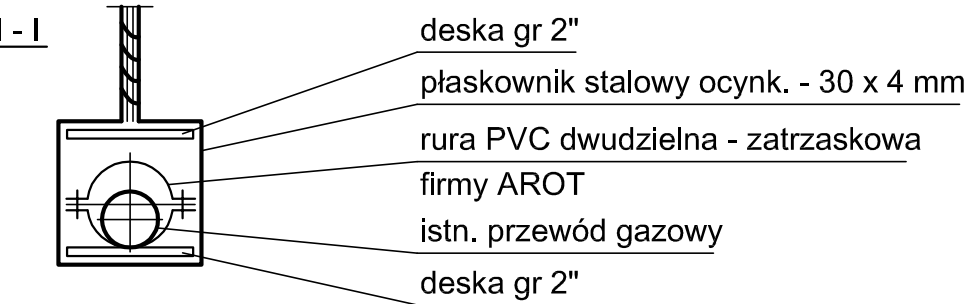 I - I
deska gr 2"
płaskownik stalowy ocynk. - 30 x 4 mm
rura PVC dwudzielna - zatrzaskowa
firmy AROT
istn. przewód gazowy
deska gr 2"